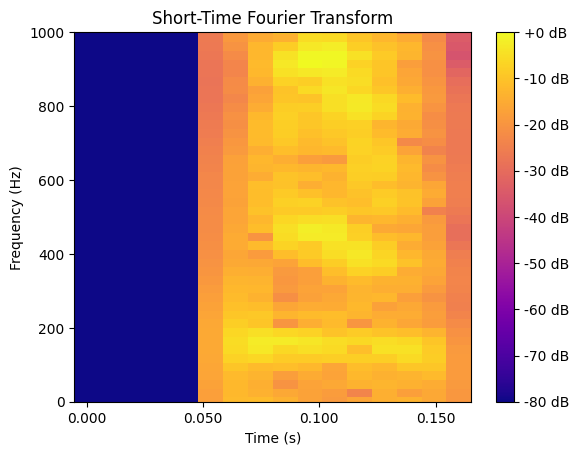 Short-Time Fourier Transform
1000
800
600
400
200
0
Frequency (Hz)
0.000
0.050
0.100
0.150
Time (s)
+0 dB
-10 dB
-20 dB
-30 dB
-40 dB
-50 dB
-60 dB
-70 dB
-80 dB